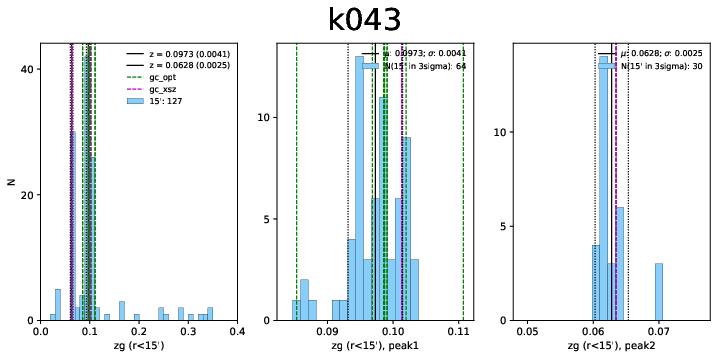 k043
z = 0.0973 (0.0041)
z = 0.0628 (0.0025)
gc_opt
gc_xsz
15': 127
N
40
20
0
0.0 0.1 0.2 0.3 0.4
zg (r<15')
μ: 0.0973; σ: 0.0041
N(15' in 3sigma): 64
10
5
0
0.09 0.10 0.11
zg (r<15'), peak1
μ: 0.0628; σ: 0.0025
N(15' in 3sigma): 30
10
5
0
0.05 0.06 0.07
zg (r<15'), peak2